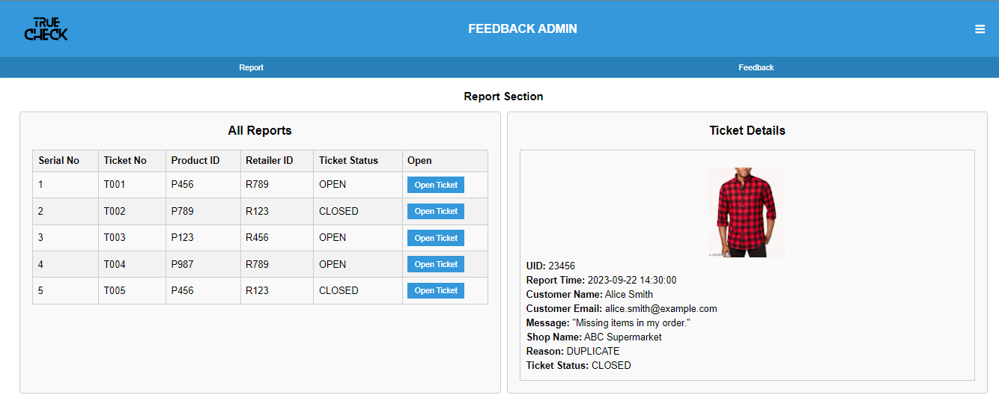 TRUE
CHECK
FEEDBACK ADMIN
Report Feedback
Report Section
All Reports
Serial No Ticket No Product ID Retailer ID Ticket Status Open
1 T001 P456 R789 OPEN Open Ticket
2 T002 P789 R123 CLOSED Open Ticket
3 T003 P123 R456 OPEN Open Ticket
4 T004 P987 R789 OPEN Open Ticket
5 T005 P456 R123 CLOSED Open Ticket
Ticket Details
UID: 23456
Report Time: 2023-09-22 14:30:00
Customer Name: Alice Smith
Customer Email: alice.smith@example.com
Message: "Missing items in my order."
Shop Name: ABC Supermarket
Reason: DUPLICATE
Ticket Status: CLOSED